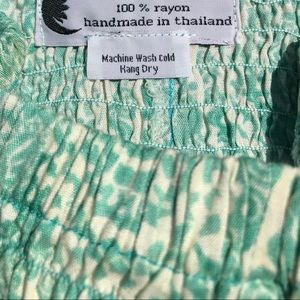 100 % rayon
handmade in thailand
Machine Wash Cold
Hang Dry